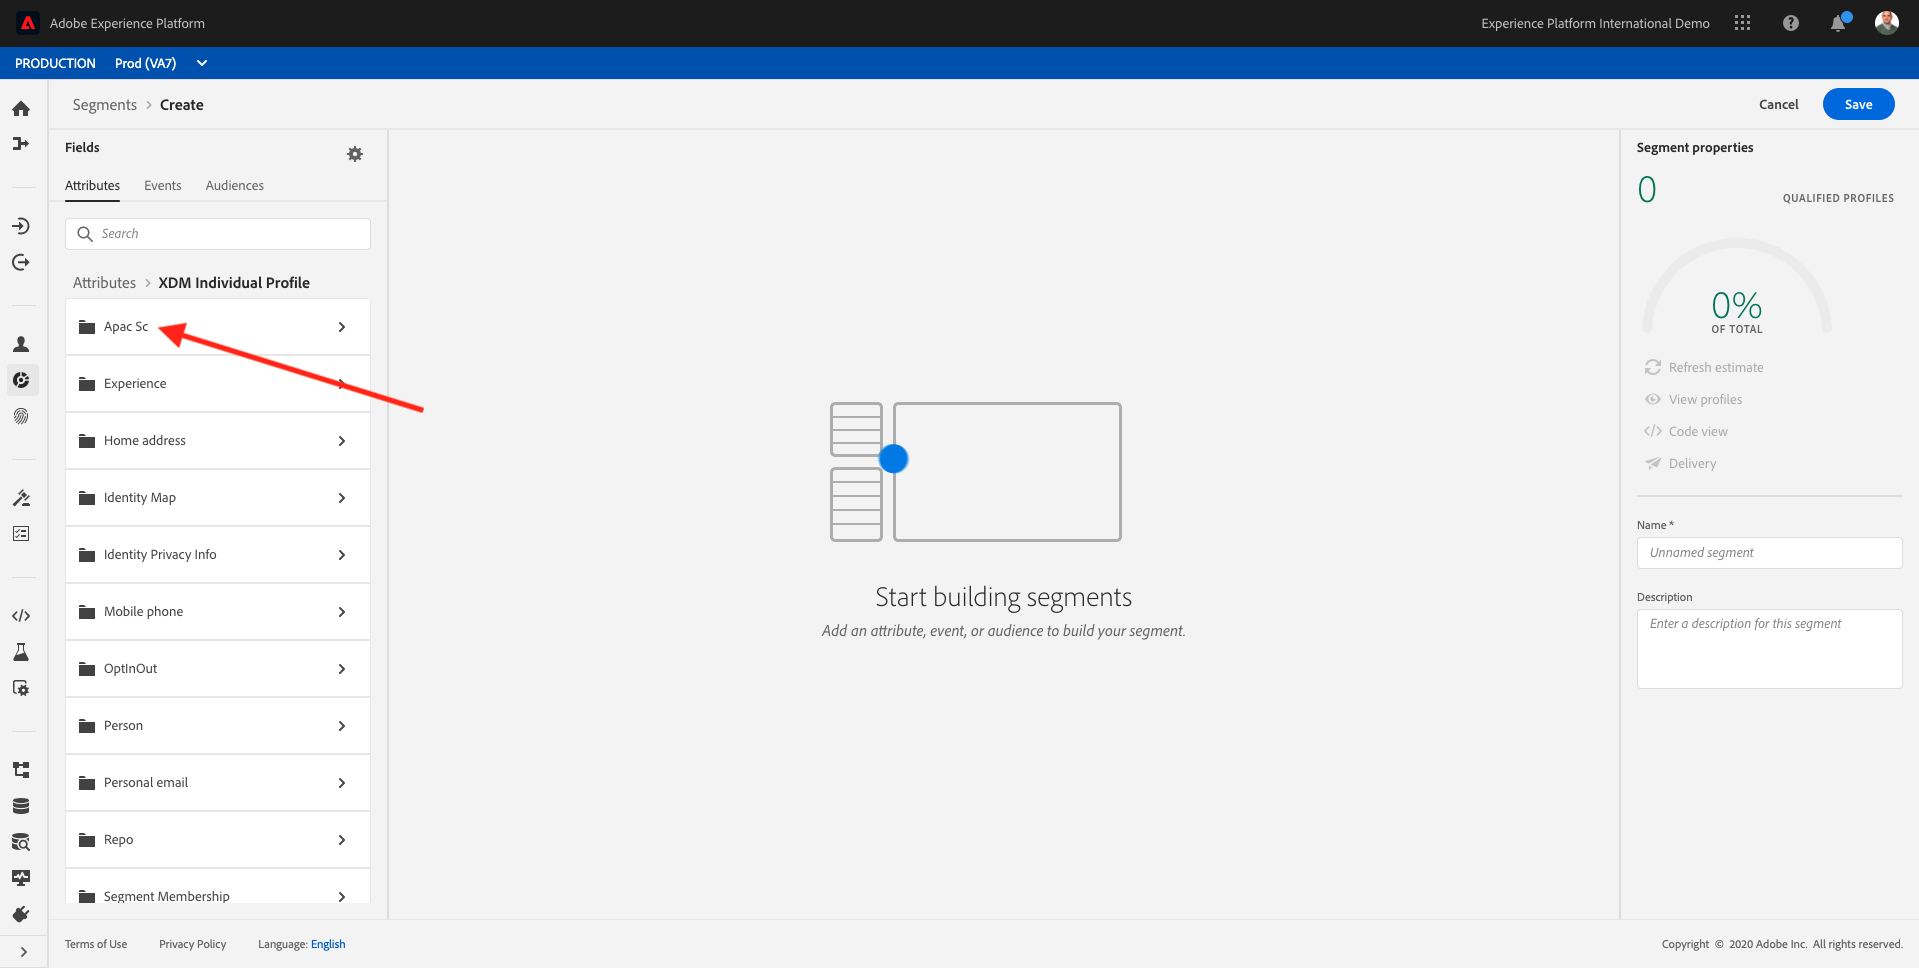 Adobe Experience Platform
Experience Platform International Demo
PRODUCTION Prod (VA7)
Segments > Create
Cancel
Save
Fields
Attributes Events Audiences
Search
Attributes > XDM Individual Profile
Apac Sc
Experience
Home address
Identity Map
Identity Privacy Info
Mobile phone
OptInOut
Person
Personal email
Repo
Segment Membership
Start building segments
Add an attribute, event, or audience to build your segment.
Segment properties
0
QUALIFIED PROFILES
0%
OF TOTAL
Refresh estimate
View profiles
Code view
Delivery
Name *
Unnamed segment
Description
Enter a description for this segment
Terms of Use Privacy Policy Language: English
Copyright © 2020 Adobe Inc. All rights reserved.